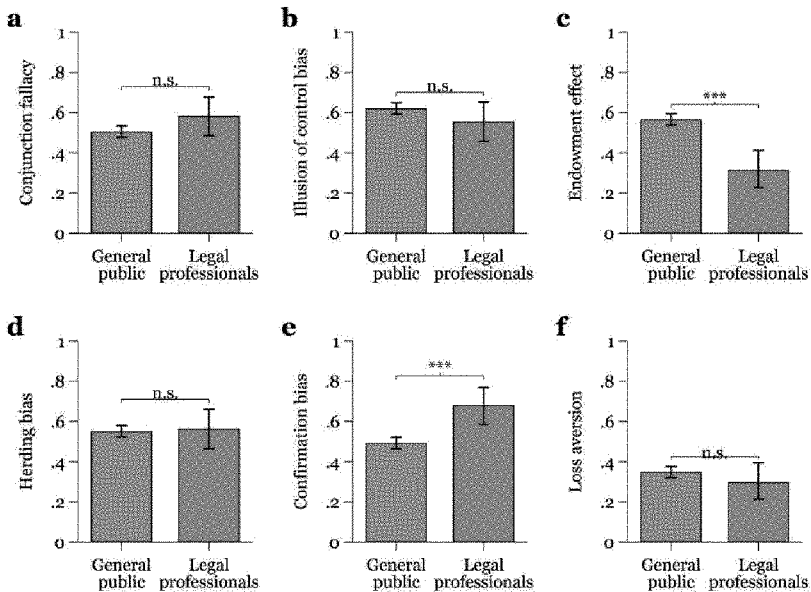 a
Conjunction fallacy
1
.8
.6
.4
.2
0
n.s.
General
public
Legal
professionals
b
Illusion of control bias
1
.8
.6
.4
.2
0
n.s.
General
public
Legal
professionals
c
Endowment effect
1
.8
.6
.4
.2
0
***
General
public
Legal
professionals
d
Herding bias
1
.8
.6
.4
.2
0
n.s.
General
public
Legal
professionals
e
Confirmation bias
1
.8
.6
.4
.2
0
***
General
public
Legal
professionals
f
Loss aversion
1
.8
.6
.4
.2
0
n.s.
General
public
Legal
professionals